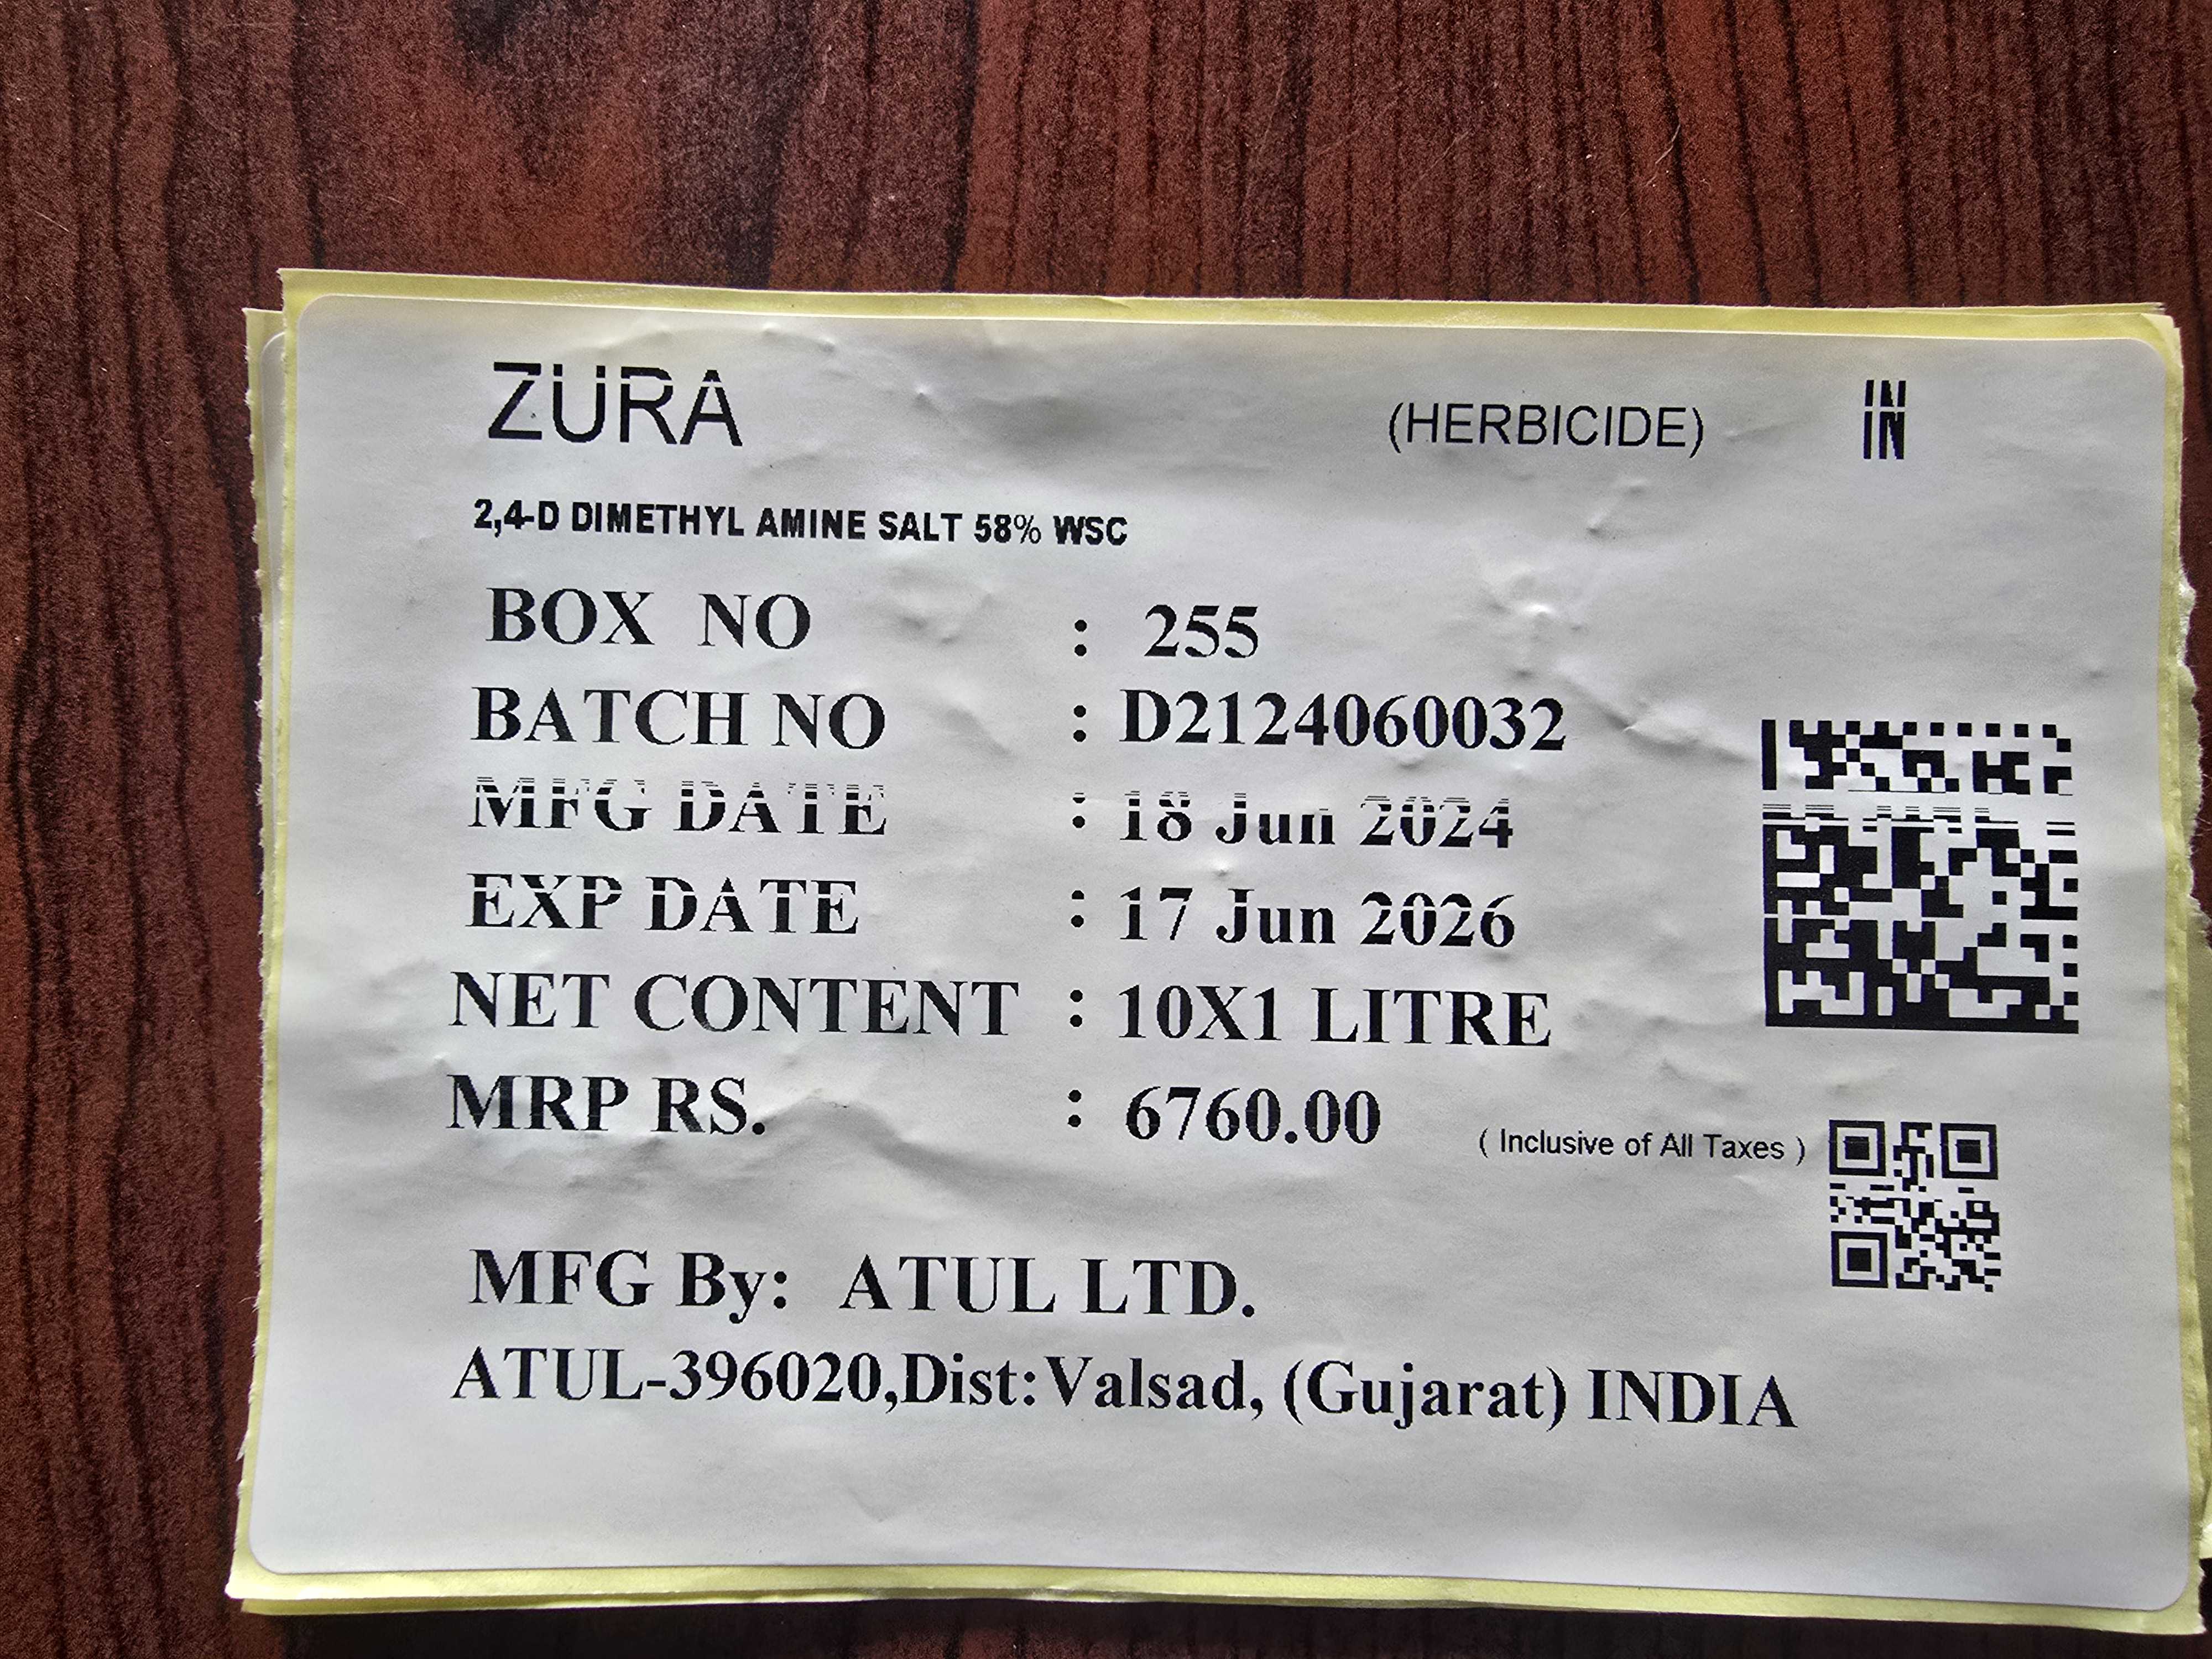 ZURA (HERBICIDE) IN
2,4-D DIMETHYL AMINE SALT 58% WSC
BOX NO : 255
BATCH NO : D2124060032
MFG DATE : 18 Jun 2024
EXP DATE : 17 Jun 2026
NET CONTENT : 10X1 LITRE
MRP RS. : 6760.00 ( Inclusive of All Taxes )
MFG By: ATUL LTD.
ATUL-396020,Dist:Valsad, (Gujarat) INDIA